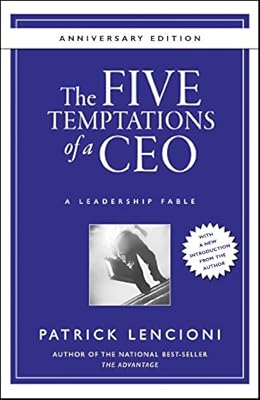 ANNIVERSARY EDITION
The FIVE
TEMPTATIONS
of a CEO
A LEADERSHIP FABLE
WITH
A NEW
INTRODUCTION
FROM THE
AUTHOR
PATRICK LENCIONI
AUTHOR OF THE NATIONAL BEST-SELLER
THE ADVANTAGE